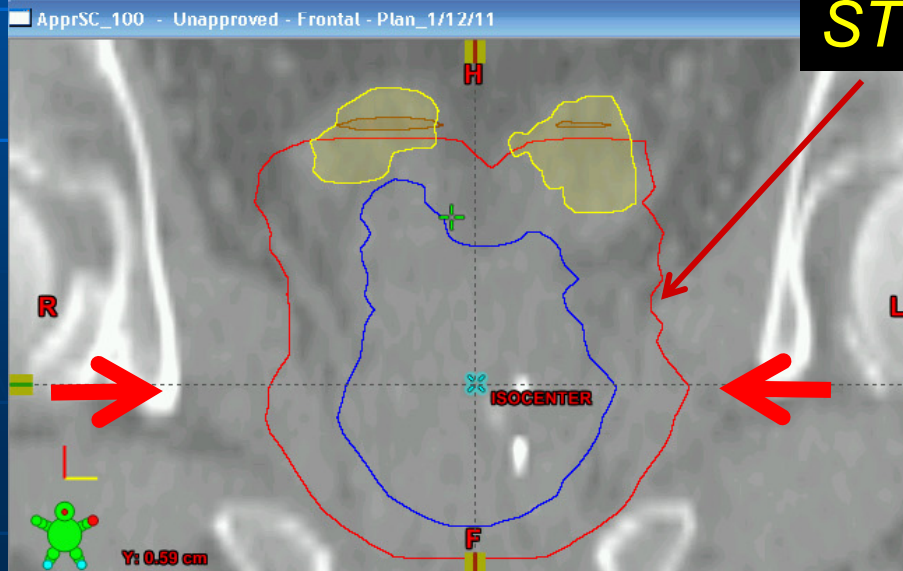 ApprSC_100 - Unapproved - Frontal - Plan_1/12/11
ST
H
R
L
ISOCENTER
F
Y: 0.59 cm